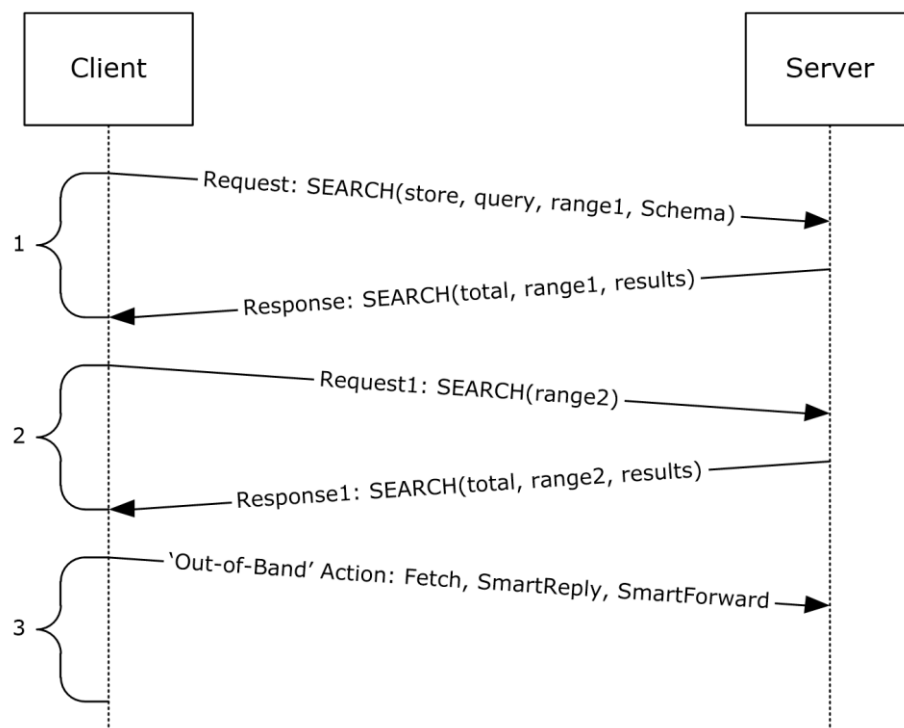 Client
Server
Request: SEARCH(store, query, range1, Schema)
1
Response: SEARCH(total, range1, results)
Request1: SEARCH(range2)
2
Response1: SEARCH(total, range2, results)
‘Out-of-Band’ Action: Fetch, SmartReply, SmartForward
3